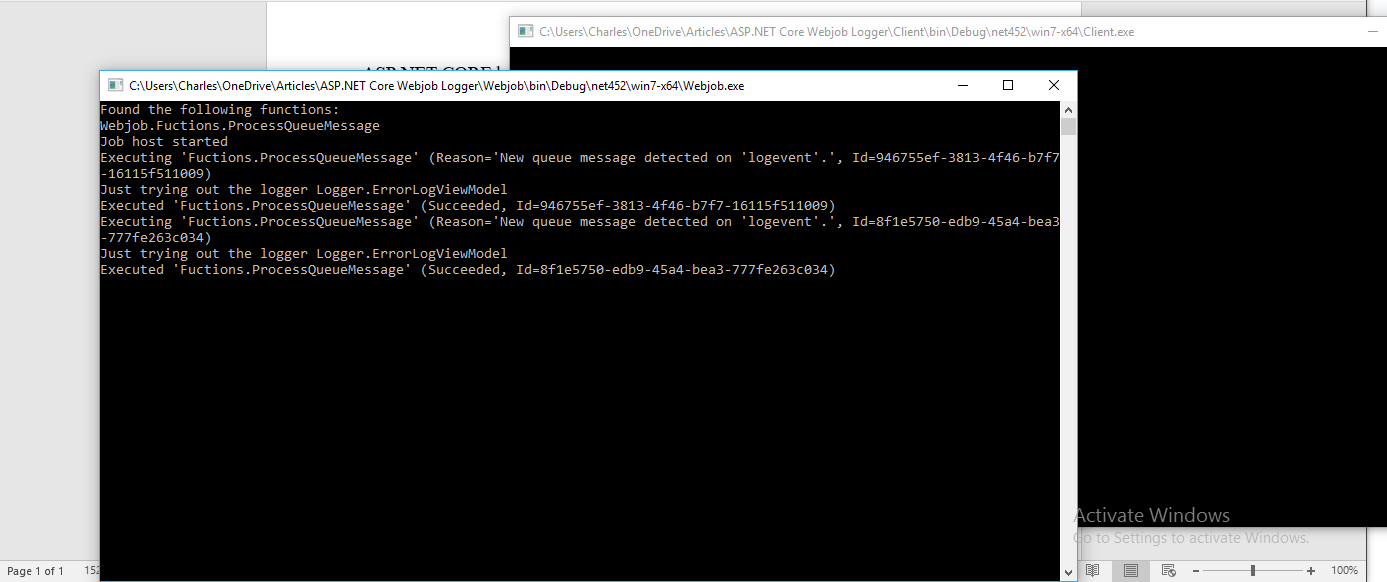 C:\Users\Charles\OneDrive\Articles\ASP.NET Core Webjob Logger\Client\bin\Debug\net452\win7-x64\Client.exe
ASP.NET CORE
C:\Users\Charles\OneDrive\Articles\ASP.NET Core Webjob Logger\Webjob\bin\Debug\net452\win7-x64\Webjob.exe
Found the following functions:
Webjob.Fuctions.ProcessQueueMessage
Job host started
Executing 'Fuctions.ProcessQueueMessage' (Reason='New queue message detected on 'logevent'.', Id=946755ef-3813-4f46-b7f7
-16115f511009)
Just trying out the logger Logger.ErrorLogViewModel
Executed 'Fuctions.ProcessQueueMessage' (Succeeded, Id=946755ef-3813-4f46-b7f7-16115f511009)
Executing 'Fuctions.ProcessQueueMessage' (Reason='New queue message detected on 'logevent'.', Id=8f1e5750-edb9-45a4-bea3
-777fe263c034)
Just trying out the logger Logger.ErrorLogViewModel
Executed 'Fuctions.ProcessQueueMessage' (Succeeded, Id=8f1e5750-edb9-45a4-bea3-777fe263c034)
Activate Windows
Go to Settings to activate Windows.
Page 1 of 1 152
100%